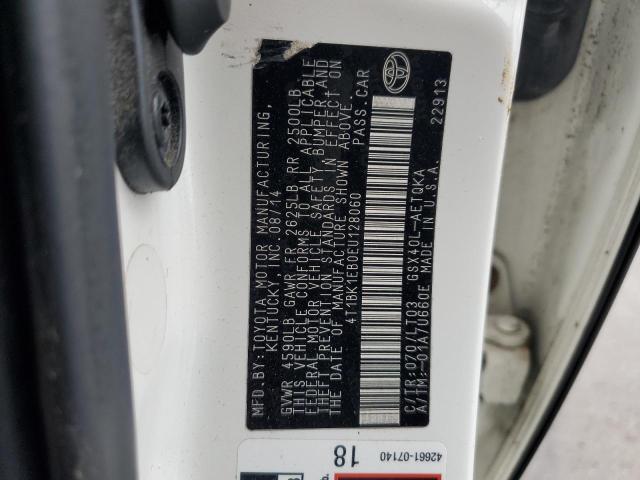 MFD.BY:TOYOTA MOTOR MANUFACTURING,
KENTUCKY, INC. 08/14
GVWR 4590LB GAWR FR 2625LB RR 2500LB
THIS VEHICLE CONFORMS TO ALL APPLICABLE
FEDERAL MOTOR VEHICLE SAFETY, BUMPER, AND
THEFT PREVENTION STANDARDS IN EFFECT ON
THE DATE OF MANUFACTURE SHOWN ABOVE.
4T1BK1EB0EU128060 PASS.CAR
C/TR:070/LT03 GSX40L-AETQKA
A/TM:-01A/U660E MADE IN U.S.A. 22913
42661-07140
18